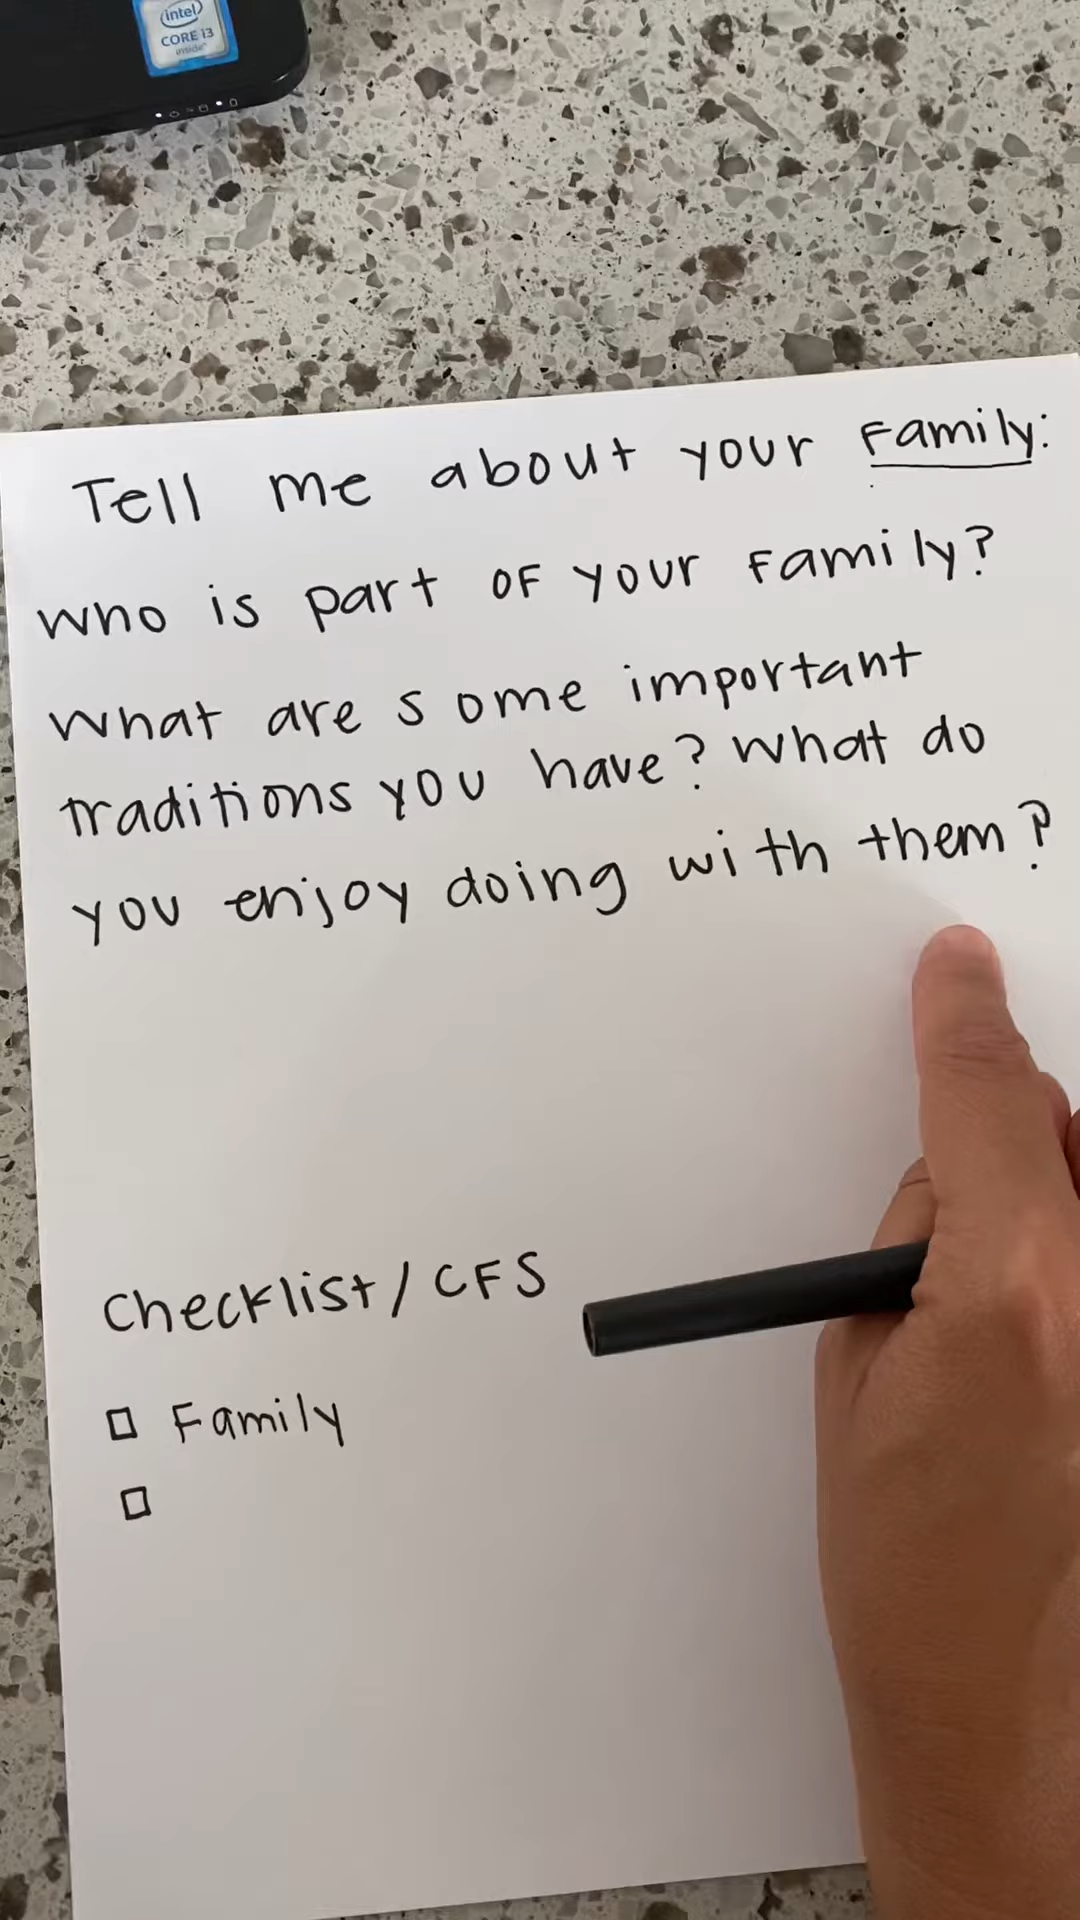 intel
CORE i3
inside
Tell me about your Family:
Who is part of your family?
What are some important
traditions you have? What do
you enjoy doing with them?
Checklist / CFS
Family